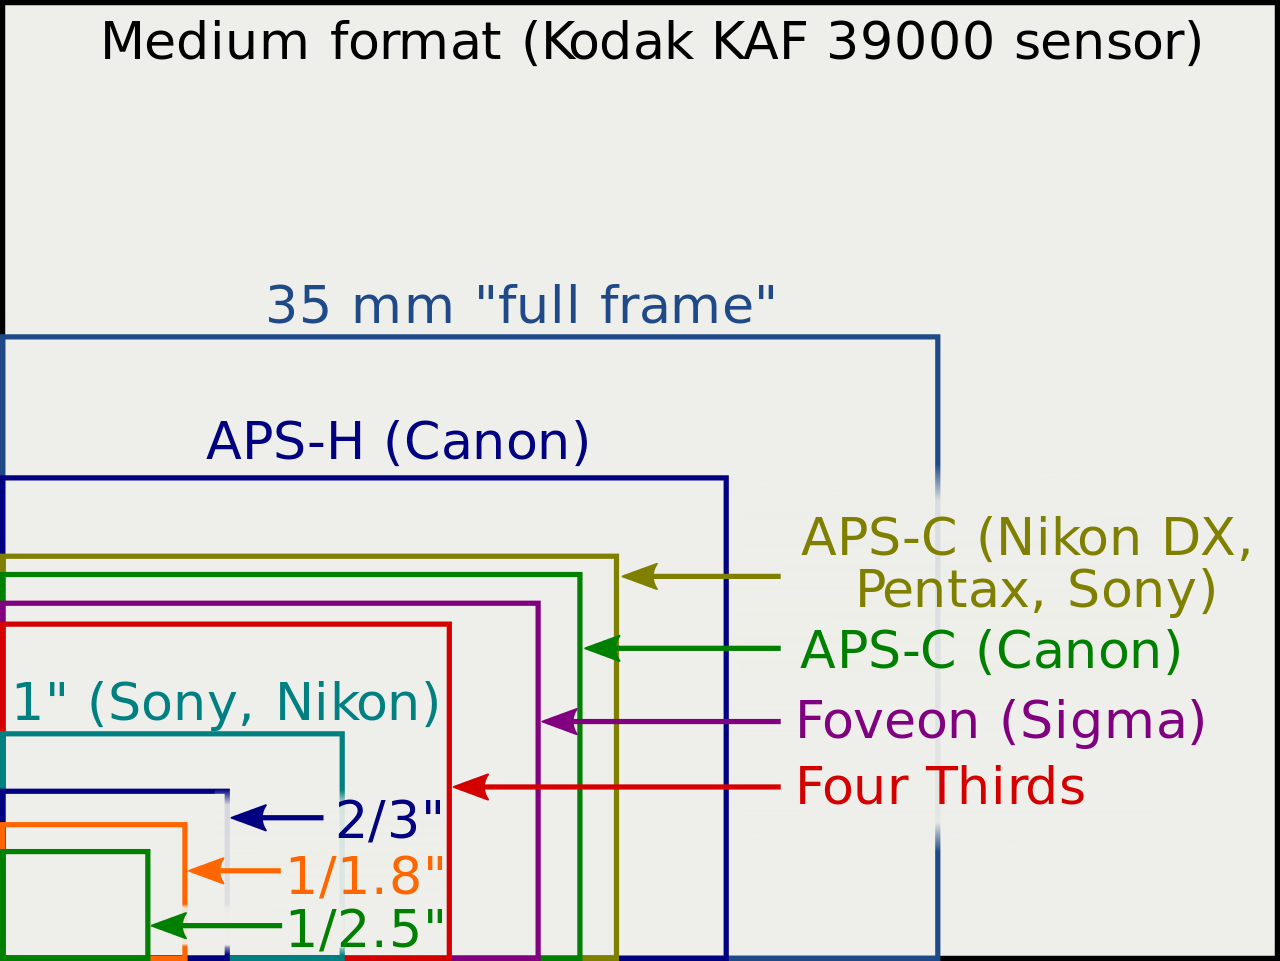 Medium format (Kodak KAF 39000 sensor)
35 mm "full frame"
APS-H (Canon)
APS-C (Nikon DX,
Pentax, Sony)
APS-C (Canon)
1" (Sony, Nikon)
Foveon (Sigma)
Four Thirds
2/3"
1/1.8"
1/2.5"